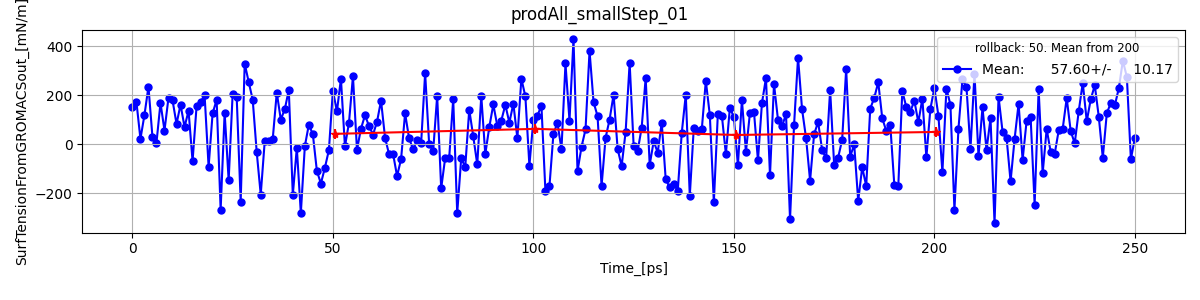 prodAll_smallStep_01
SurfTensionFromGROMACSout_[mN/m]
400
200
0
−200
rollback: 50. Mean from 200
Mean: 57.60+/- 10.17
0
50
100
150
200
250
Time_[ps]